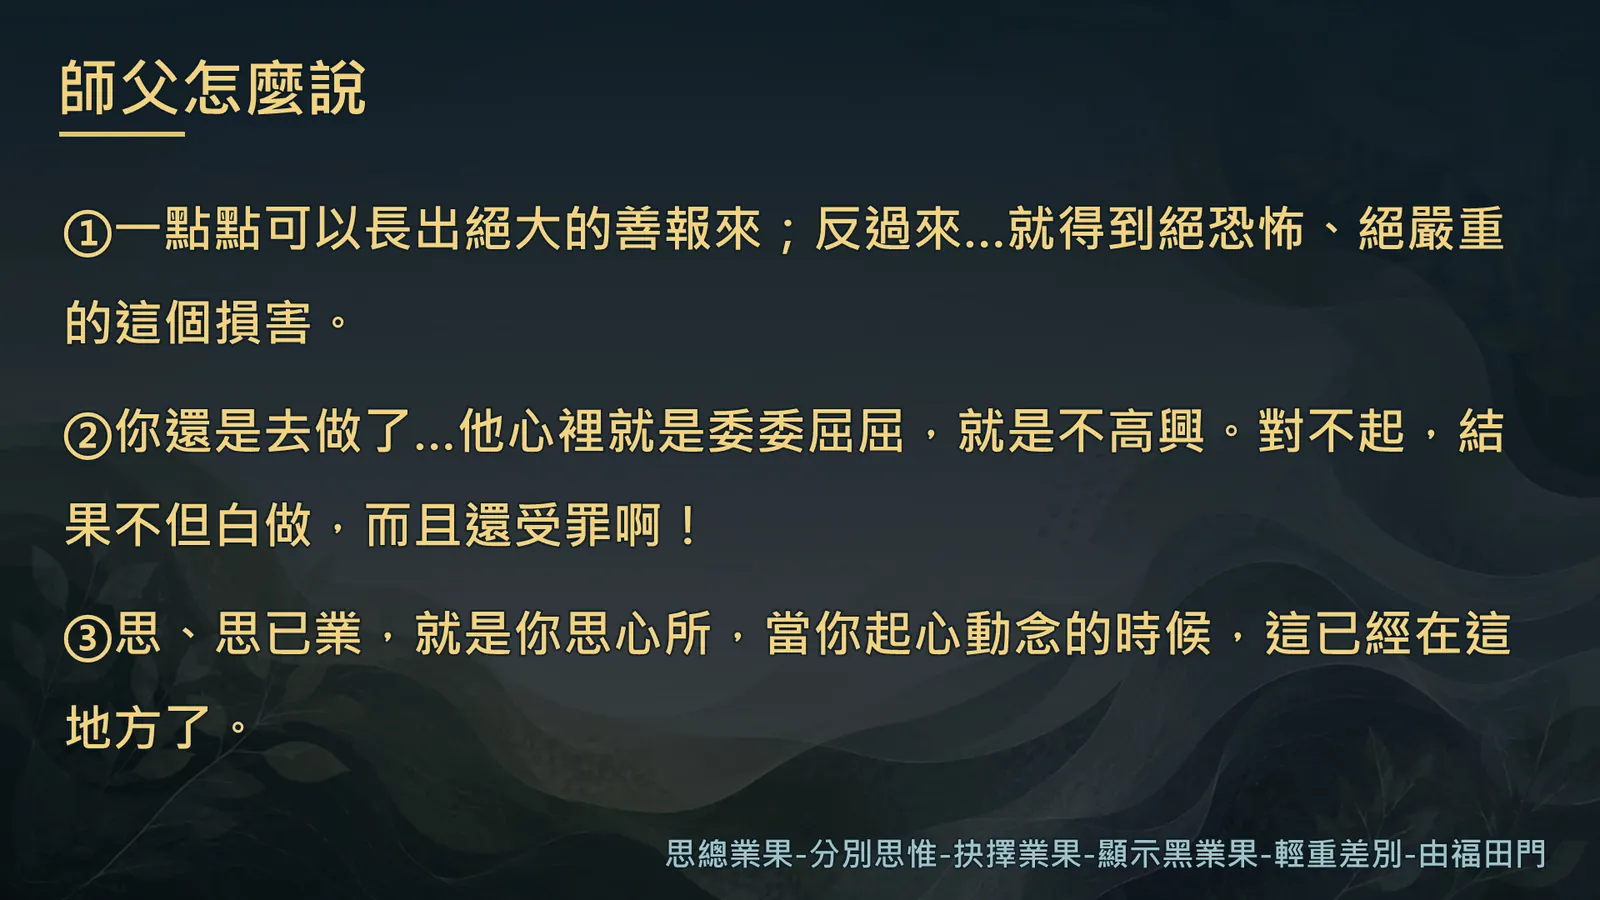 師父怎麼說
①一點點可以長出絕大的善報來；反過來...就得到絕恐怖、絕嚴重
的這個損害。
②你還是去做了...他心裡就是委委屈屈，就是不高興。對不起，結
果不但白做，而且還受罪啊！
③思、思已業，就是你思心所，當你起心動念的時候，這已經在這
地方了。
思總業果-分別思惟-抉擇業果-顯示黑業果-輕重差別-由福田門